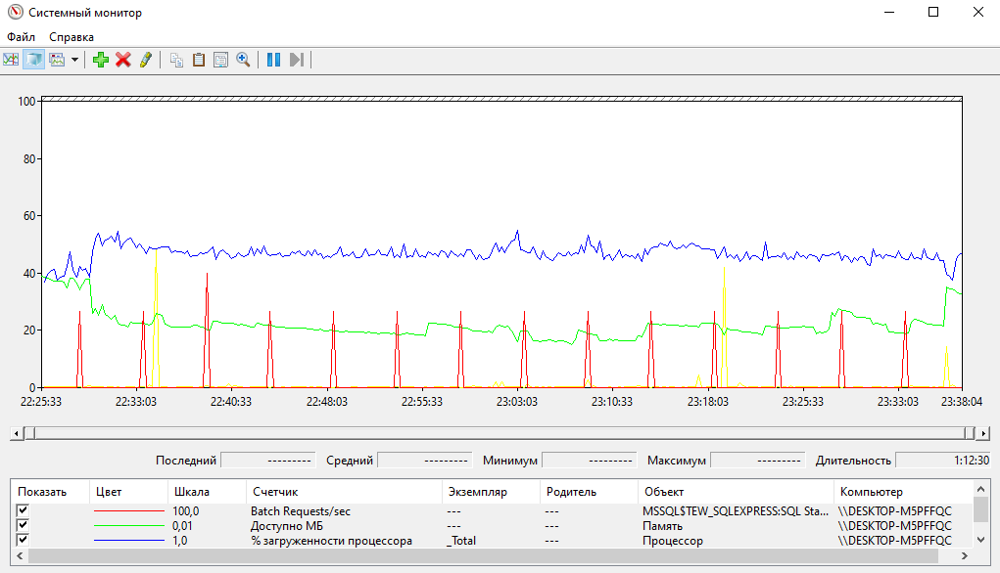 Системный монитор
Файл Справка
100
80
60
40
20
0
22:25:33 22:33:03 22:40:33 22:48:03 22:55:33 23:03:03 23:10:33 23:18:03 23:25:33 23:33:03 23:38:04
Последний --------- Средний --------- Минимум --------- Максимум --------- Длительность 1:12:30
Показать Цвет Шкала Счетчик Экземпляр Родитель Объект Компьютер
100,0 Batch Requests/sec --- --- MSSQL$TEW_SQLEXPRESS:SQL Sta... \\DESKTOP-M5PFFQC
0,01 Доступно МБ --- --- Память \\DESKTOP-M5PFFQC
1,0 % загруженности процессора _Total --- Процессор \\DESKTOP-M5PFFQC